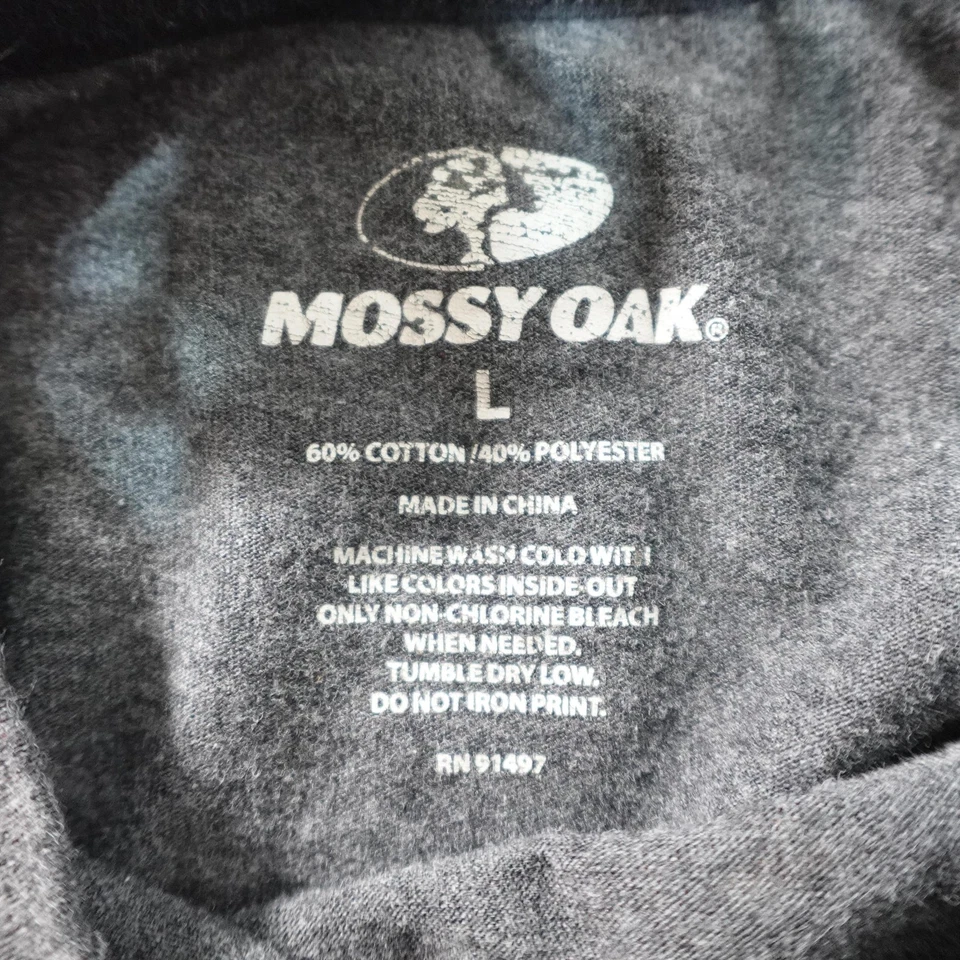 MOSSY OAK®
L
60% COTTON/40% POLYESTER
MADE IN CHINA
MACHINE WASH COLD WITH
LIKE COLORS INSIDE-OUT
ONLY NON-CHLORINE BLEACH
WHEN NEEDED.
TUMBLE DRY LOW.
DO NOT IRON PRINT.
RN 91497